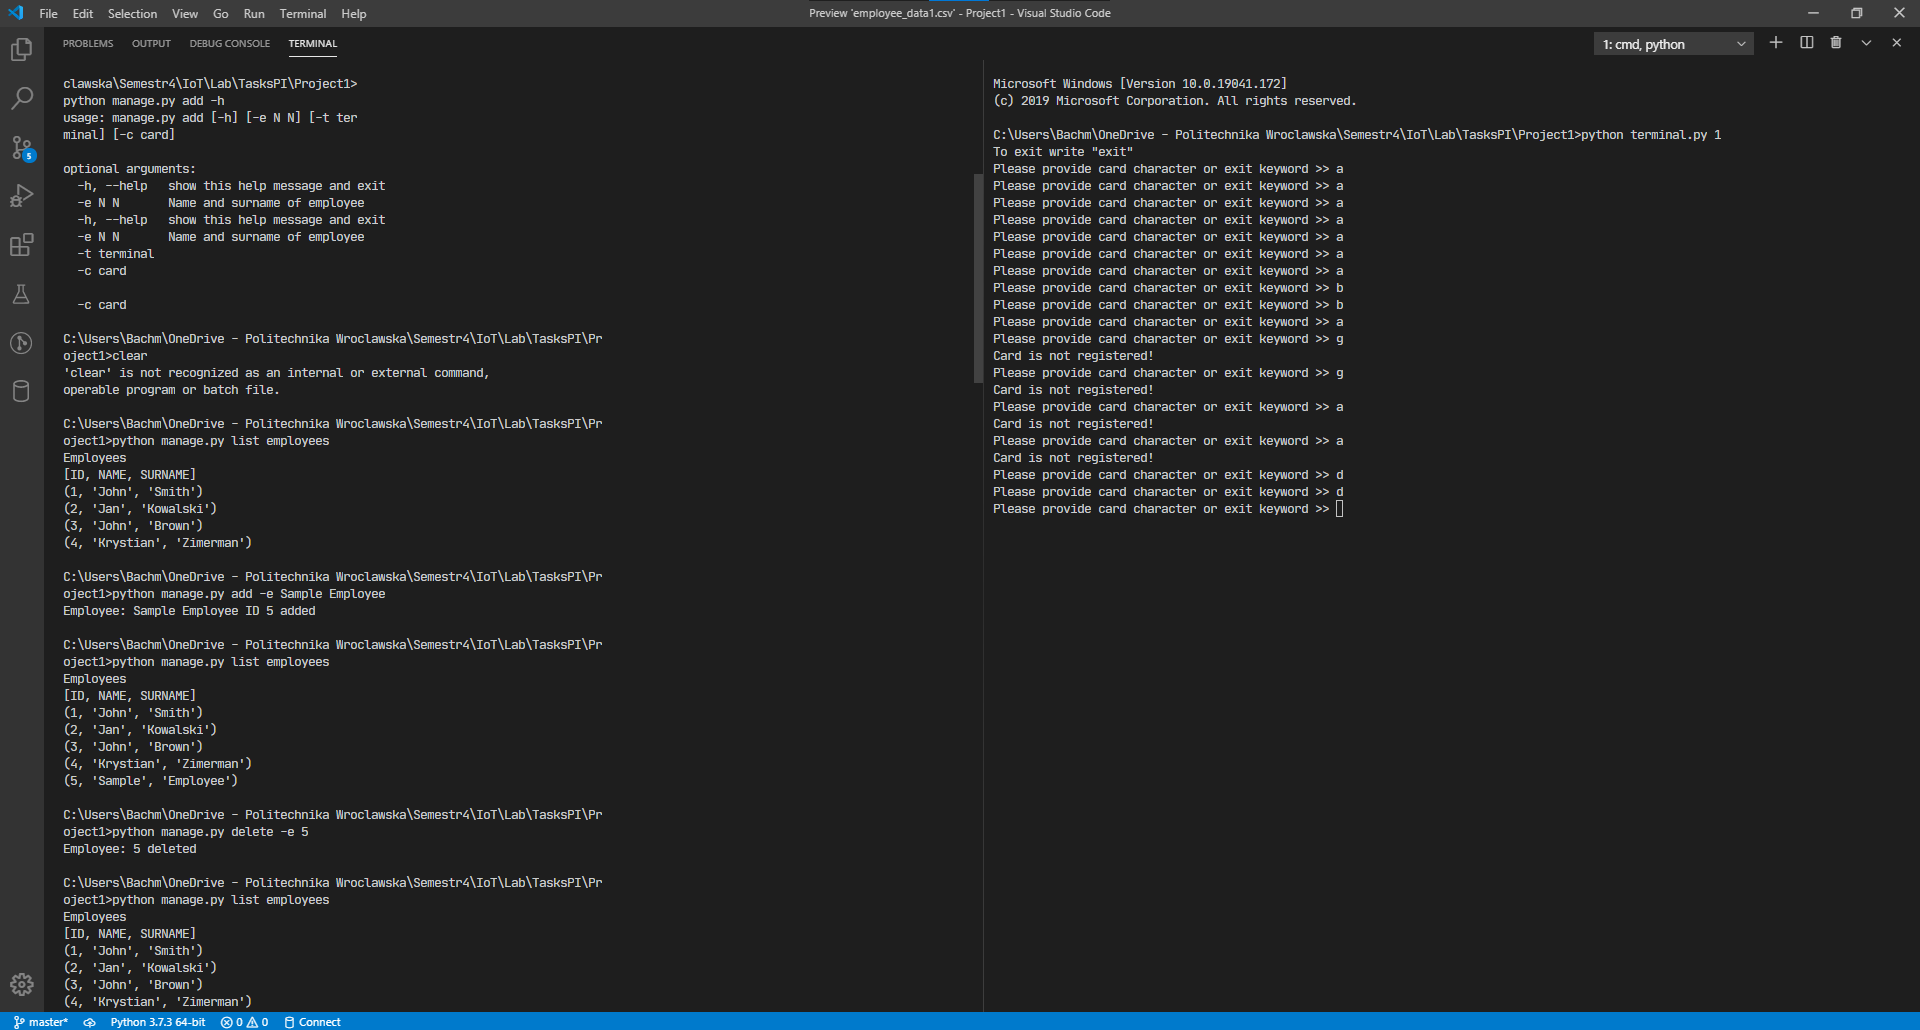 File Edit Selection View Go Run Terminal Help
Preview 'employee_data1.csv' - Project1 - Visual Studio Code
PROBLEMS OUTPUT DEBUG CONSOLE TERMINAL
1: cmd, python
clawska\Semestr4\IoT\Lab\TasksPI\Project1>
python manage.py add -h
usage: manage.py add [-h] [-e N N] [-t ter
minal] [-c card]
optional arguments:
-h, --help show this help message and exit
-e N N Name and surname of employee
-h, --help show this help message and exit
-e N N Name and surname of employee
-t terminal
-c card
-c card
C:\Users\Bachm\OneDrive - Politechnika Wroclawska\Semestr4\IoT\Lab\TasksPI\Pr
oject1>clear
'clear' is not recognized as an internal or external command,
operable program or batch file.
C:\Users\Bachm\OneDrive - Politechnika Wroclawska\Semestr4\IoT\Lab\TasksPI\Pr
oject1>python manage.py list employees
Employees
[ID, NAME, SURNAME]
(1, 'John', 'Smith')
(2, 'Jan', 'Kowalski')
(3, 'John', 'Brown')
(4, 'Krystian', 'Zimerman')
C:\Users\Bachm\OneDrive - Politechnika Wroclawska\Semestr4\IoT\Lab\TasksPI\Pr
oject1>python manage.py add -e Sample Employee
Employee: Sample Employee ID 5 added
C:\Users\Bachm\OneDrive - Politechnika Wroclawska\Semestr4\IoT\Lab\TasksPI\Pr
oject1>python manage.py list employees
Employees
[ID, NAME, SURNAME]
(1, 'John', 'Smith')
(2, 'Jan', 'Kowalski')
(3, 'John', 'Brown')
(4, 'Krystian', 'Zimerman')
(5, 'Sample', 'Employee')
C:\Users\Bachm\OneDrive - Politechnika Wroclawska\Semestr4\IoT\Lab\TasksPI\Pr
oject1>python manage.py delete -e 5
Employee: 5 deleted
C:\Users\Bachm\OneDrive - Politechnika Wroclawska\Semestr4\IoT\Lab\TasksPI\Pr
oject1>python manage.py list employees
Employees
[ID, NAME, SURNAME]
(1, 'John', 'Smith')
(2, 'Jan', 'Kowalski')
(3, 'John', 'Brown')
(4, 'Krystian', 'Zimerman')
Microsoft Windows [Version 10.0.19041.172]
(c) 2019 Microsoft Corporation. All rights reserved.
C:\Users\Bachm\OneDrive - Politechnika Wroclawska\Semestr4\IoT\Lab\TasksPI\Project1>python terminal.py 1
To exit write "exit"
Please provide card character or exit keyword >> a
Please provide card character or exit keyword >> a
Please provide card character or exit keyword >> a
Please provide card character or exit keyword >> a
Please provide card character or exit keyword >> a
Please provide card character or exit keyword >> a
Please provide card character or exit keyword >> a
Please provide card character or exit keyword >> b
Please provide card character or exit keyword >> b
Please provide card character or exit keyword >> a
Please provide card character or exit keyword >> g
Card is not registered!
Please provide card character or exit keyword >> g
Card is not registered!
Please provide card character or exit keyword >> a
Card is not registered!
Please provide card character or exit keyword >> a
Card is not registered!
Please provide card character or exit keyword >> d
Please provide card character or exit keyword >> d
Please provide card character or exit keyword >>
5
master* Python 3.7.3 64-bit 0 0 Connect